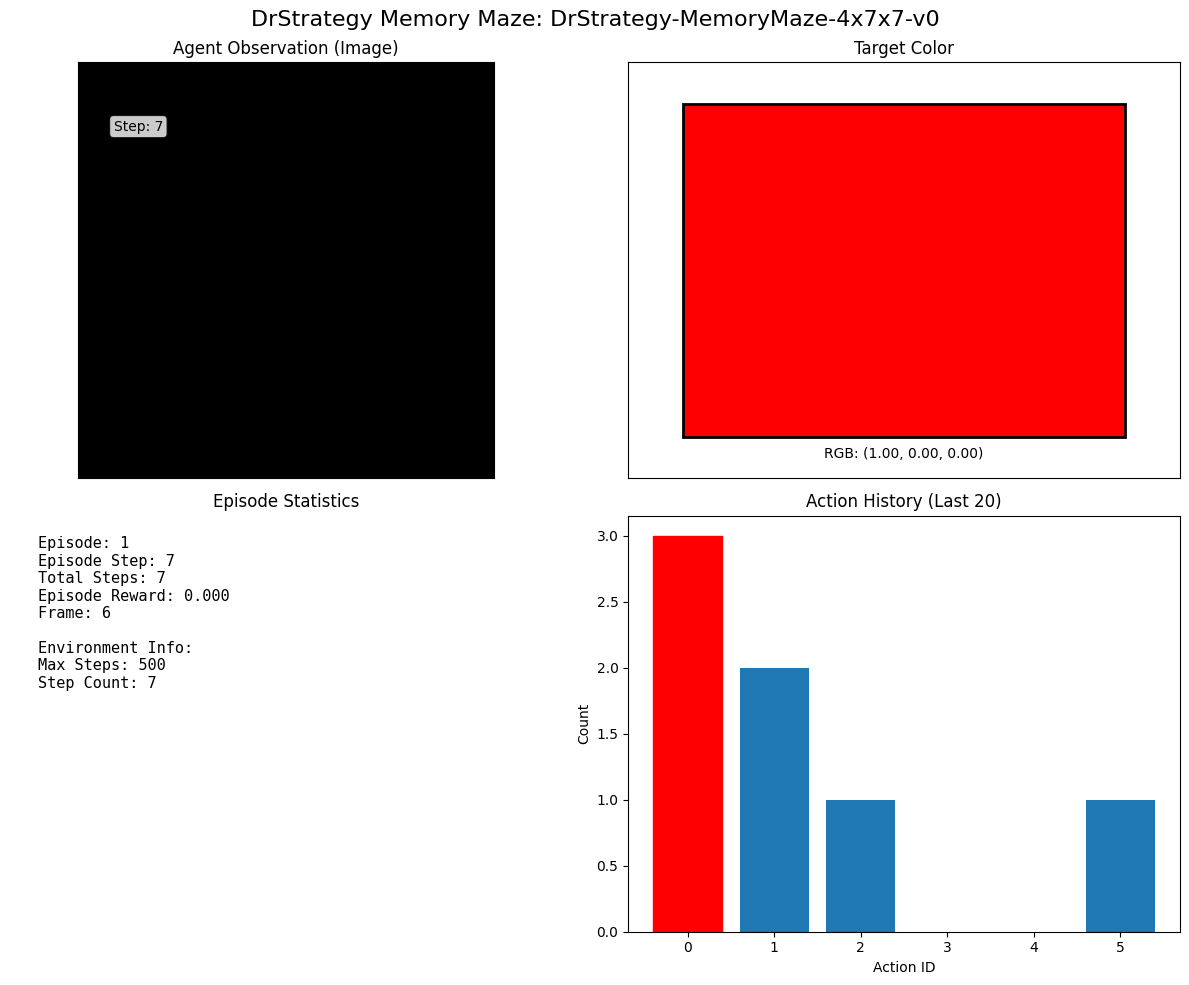 DrStrategy Memory Maze: DrStrategy-MemoryMaze-4x7x7-v0
Agent Observation (Image)
Step: 7
Target Color
RGB: (1.00, 0.00, 0.00)
Episode Statistics
Episode: 1
Episode Step: 7
Total Steps: 7
Episode Reward: 0.000
Frame: 6
Environment Info:
Max Steps: 500
Step Count: 7
Action History (Last 20)
3.0
2.5
2.0
1.5
1.0
0.5
0.0
Count
0 1 2 3 4 5
Action ID